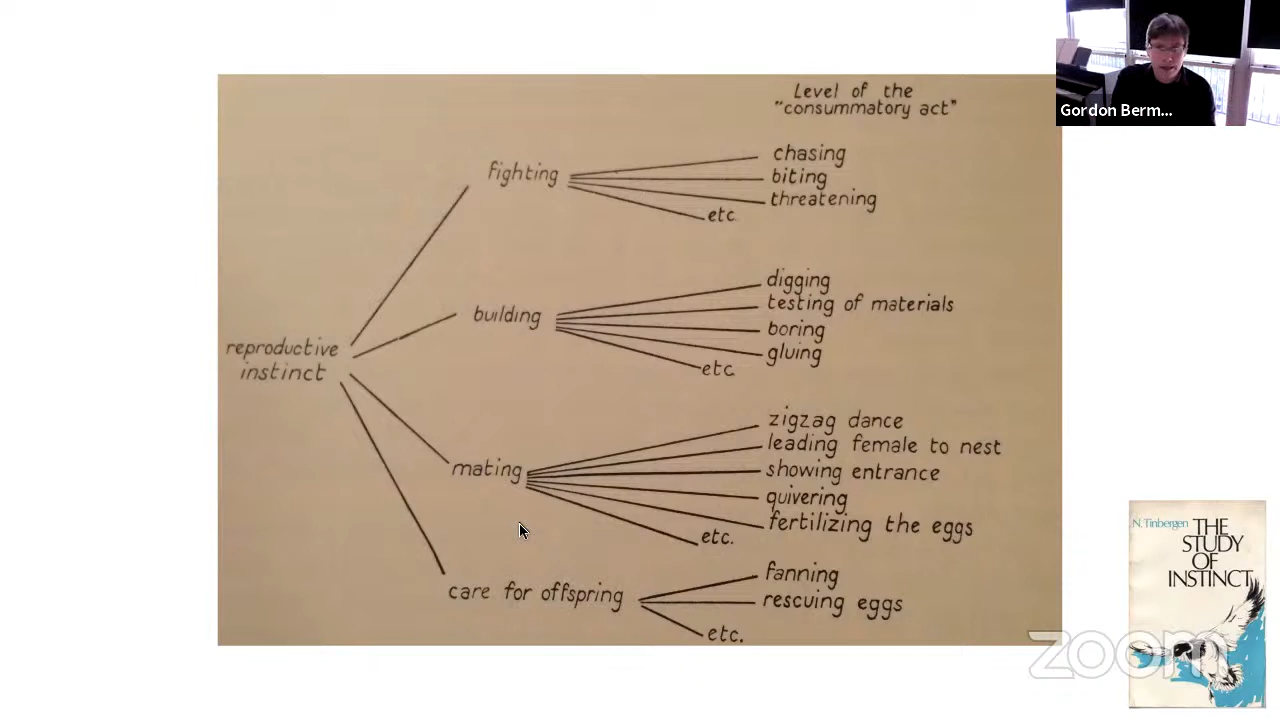 Level of the
"consummatory act"
fighting
chasing
biting
threatening
etc.
building
digging
testing of materials
boring
gluing
etc.
reproductive
instinct
mating
zigzag dance
leading female to nest
showing entrance
quivering
fertilizing the eggs
etc.
care for offspring
fanning
rescuing eggs
etc.
Gordon Berm...
N. Tinbergen THE
STUDY
OF
INSTINCT
zoom